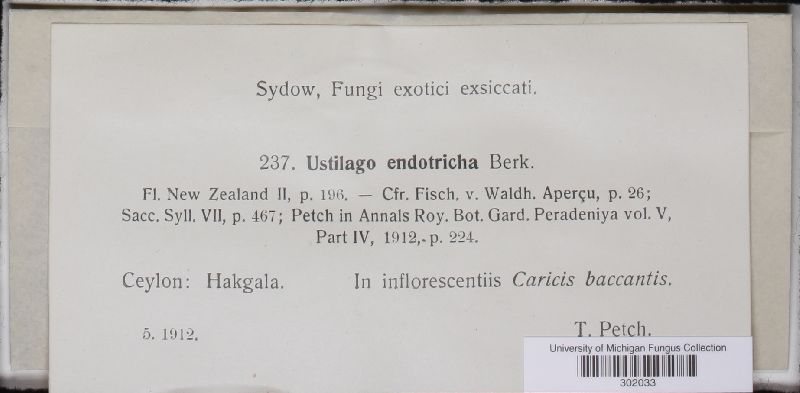 Sydow, Fungi exotici exsiccati.
237. Ustilago endotricha Berk.
Fl. New Zealand II, p. 196. — Cfr. Fisch. v. Waldh. Aperçu, p. 26;
Sacc. Syll. VII, p. 467; Petch in Annals Roy. Bot. Gard. Peradeniya vol. V,
Part IV, 1912, p. 224.
Ceylon: Hakgala. In inflorescentiis Caricis baccantis.
5. 1912. T. Petch.
University of Michigan Fungus Collection
302033